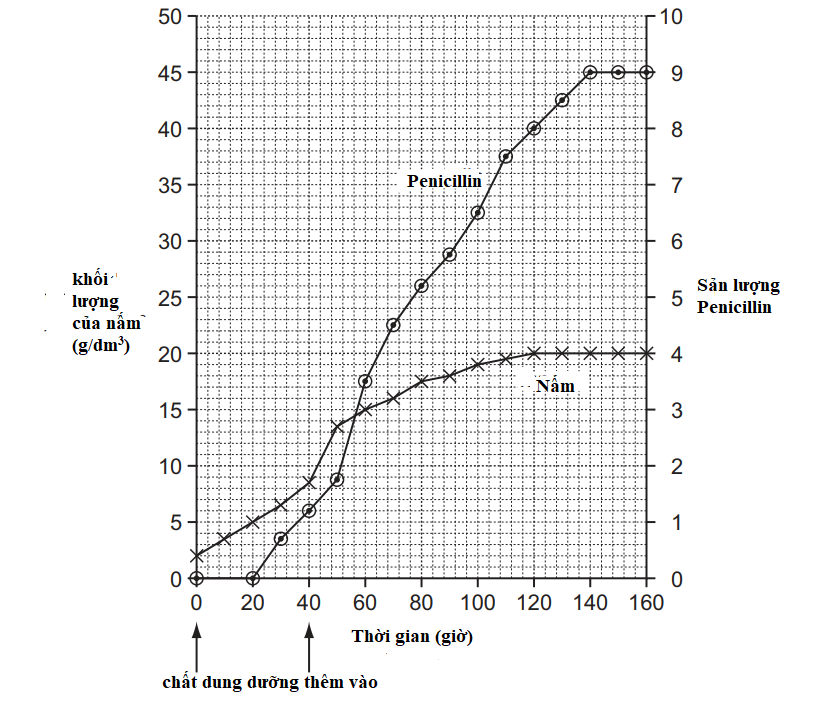 50
45
40
35
30
25
20
15
10
5
0
10
9
8
7
6
5
4
3
2
1
0
khối
lượng
của nấm
(g/dm³)
Penicillin
Nấm
Sản lượng
Penicillin
0 20 40 60 80 100 120 140 160
Thời gian (giờ)
chất dung dưỡng thêm vào